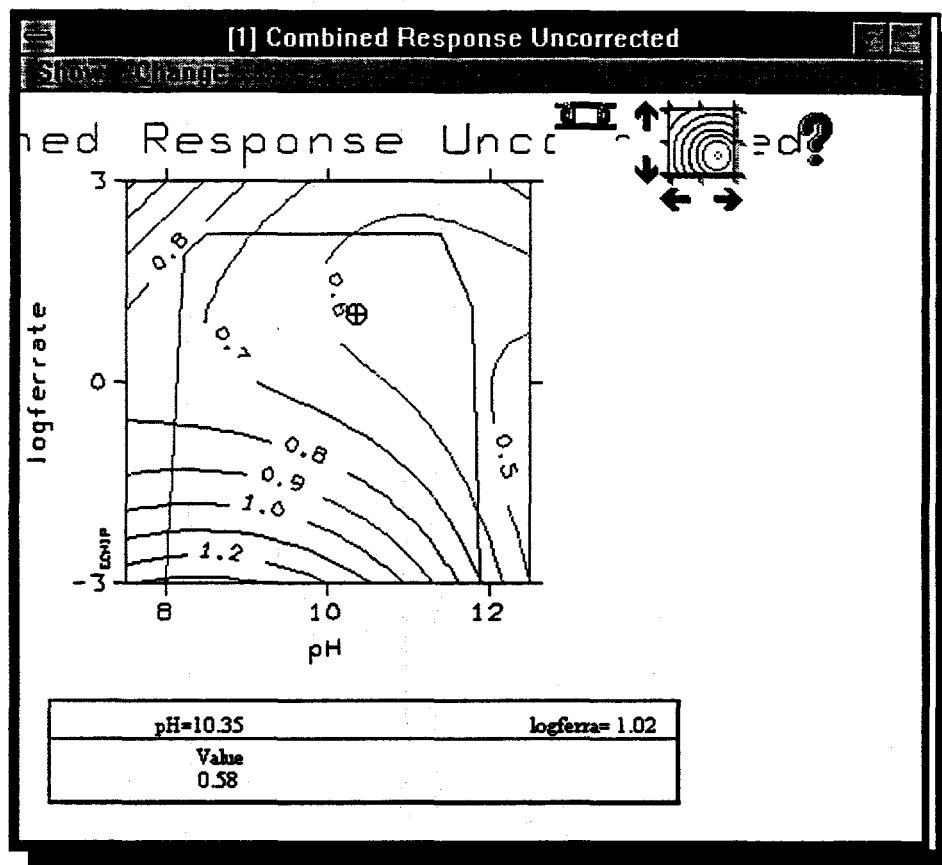 [1] Combined Response Uncorrected
Show Change
ned Response Unco ed?
3
0.8
0.6
0.7
logferrate
0
0.8
0.5
0.9
1.0
1.2
ECHIP
-3
8 10 12
pH
pH=10.35 logferra= 1.02
Value
0.58